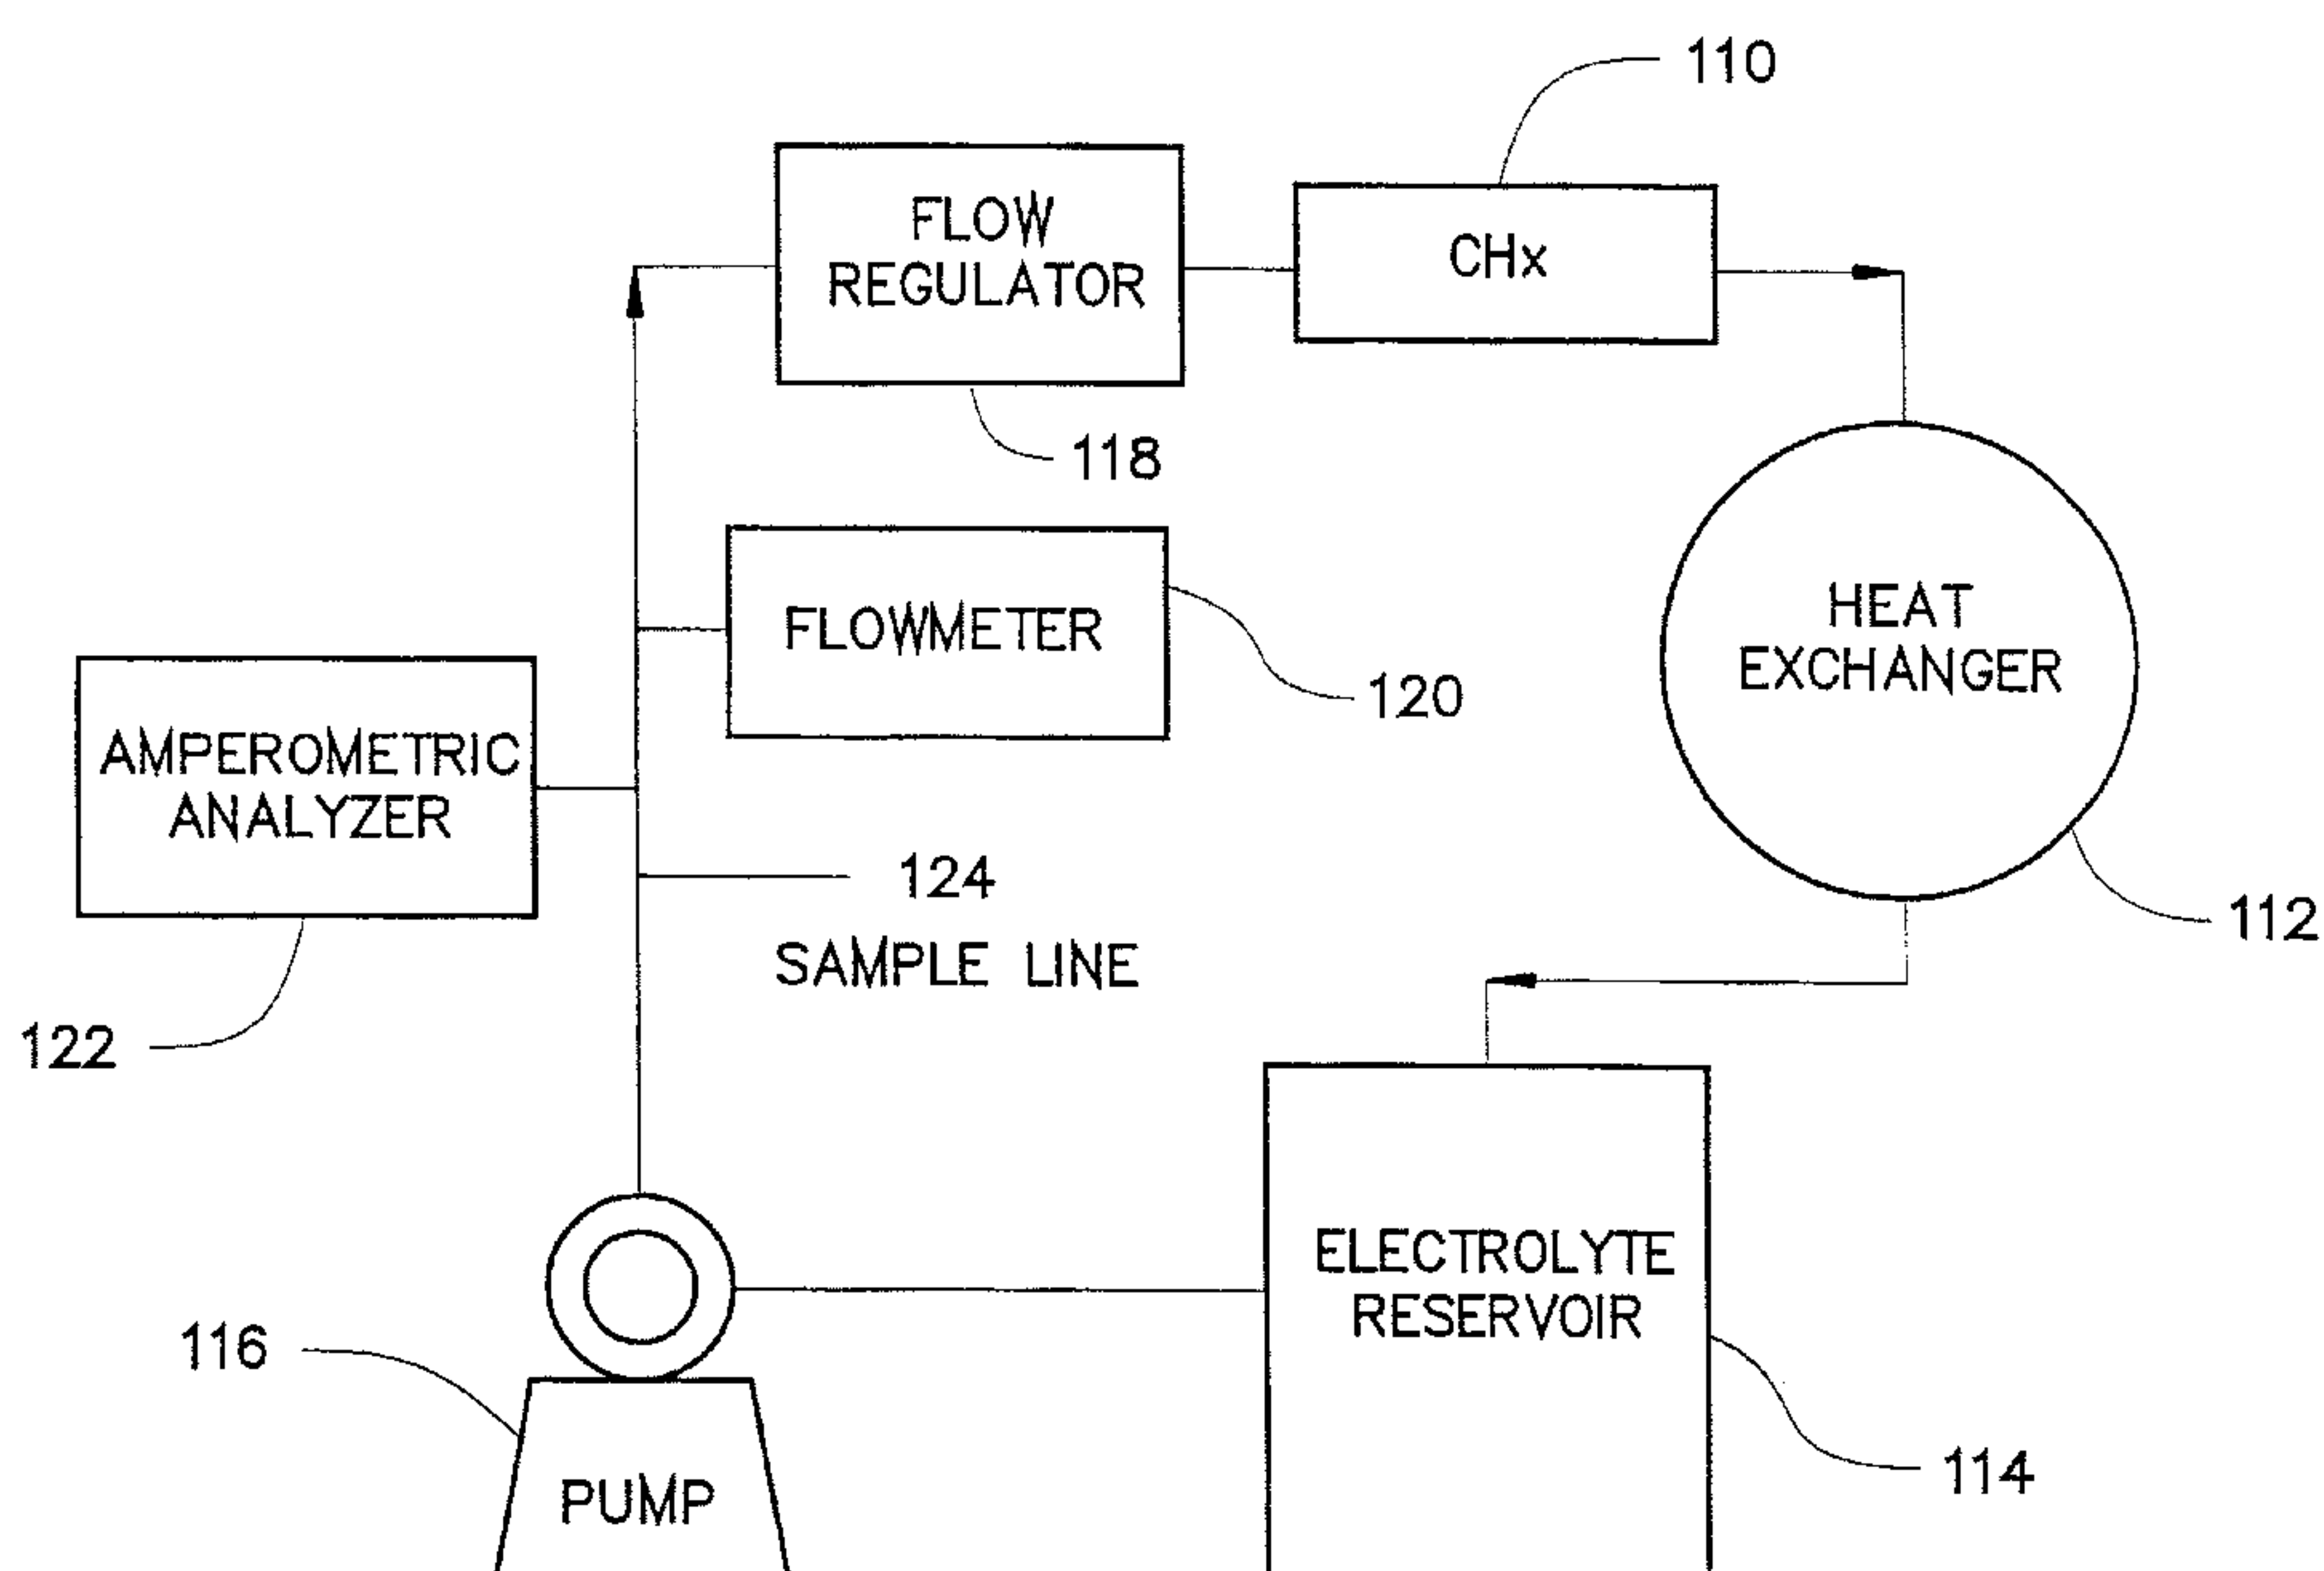 110
FLOW
REGULATOR
CHx
118
FLOWMETER
HEAT
EXCHANGER
120
AMPEROMETRIC
ANALYZER
124
SAMPLE LINE
112
122
ELECTROLYTE
RESERVOIR
116
114
PUMP